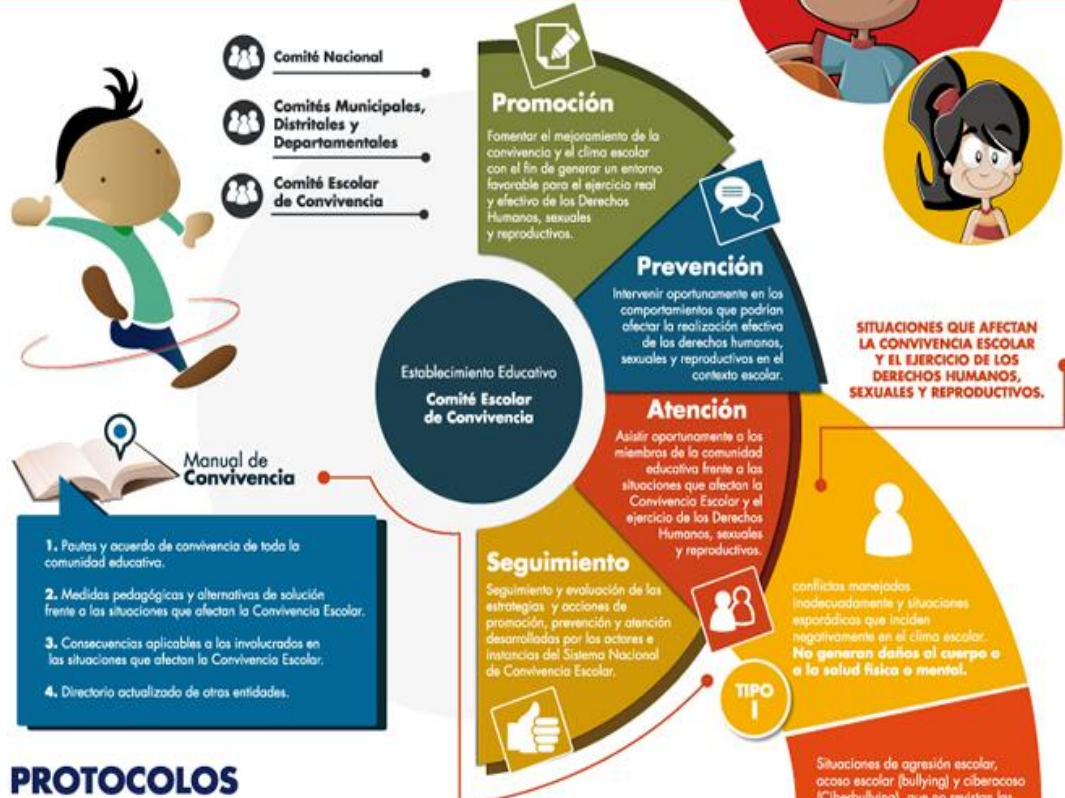 Comité Nacional
Comités Municipales,
Distritales y
Departamentales
Comité Escolar
de Convivencia
Promoción
Fomentar el mejoramiento de la
convivencia y el clima escolar
con el fin de generar un entorno
favorable para el ejercicio real
y efectivo de los Derechos
Humanos, sexuales
y reproductivos.
Prevención
Intervenir oportunamente en los
comportamientos que podrían
afectar la realización efectiva
de los derechos humanos,
sexuales y reproductivos en el
contexto escolar.
SITUACIONES QUE AFECTAN
LA CONVIVENCIA ESCOLAR
Y EL EJERCICIO DE LOS
DERECHOS HUMANOS,
SEXUALES Y REPRODUCTIVOS.
Establecimiento Educativo
Comité Escolar
de Convivencia
Atención
Asistir oportunamente a los
miembros de la comunidad
educativa frente a las
situaciones que afectan la
Convivencia Escolar y el
ejercicio de los Derechos
Humanos, sexuales
y reproductivos.
Manual de
Convivencia
1. Pautas y acuerdo de convivencia de toda la
comunidad educativa.
2. Medidas pedagógicas y alternativas de solución
frente a las situaciones que afectan la Convivencia Escolar.
3. Consecuencias aplicables a los involucrados en
las situaciones que afectan la Convivencia Escolar.
4. Directorio actualizado de otras entidades.
Seguimiento
Seguimiento y evaluación de las
estrategias y acciones de
promoción, prevención y atención
desarrolladas por los actores e
instancias del Sistema Nacional
de Convivencia Escolar.
conflictos manejados
inadecuadamente y situaciones
esporádicas que inciden
negativamente en el clima escolar.
No generan daños al cuerpo o
a la salud física o mental.
TIPO
I
Situaciones de agresión escolar,
acoso escolar (bullying) y ciberacoso
(Ciberbullying), que no revistan las
PROTOCOLOS